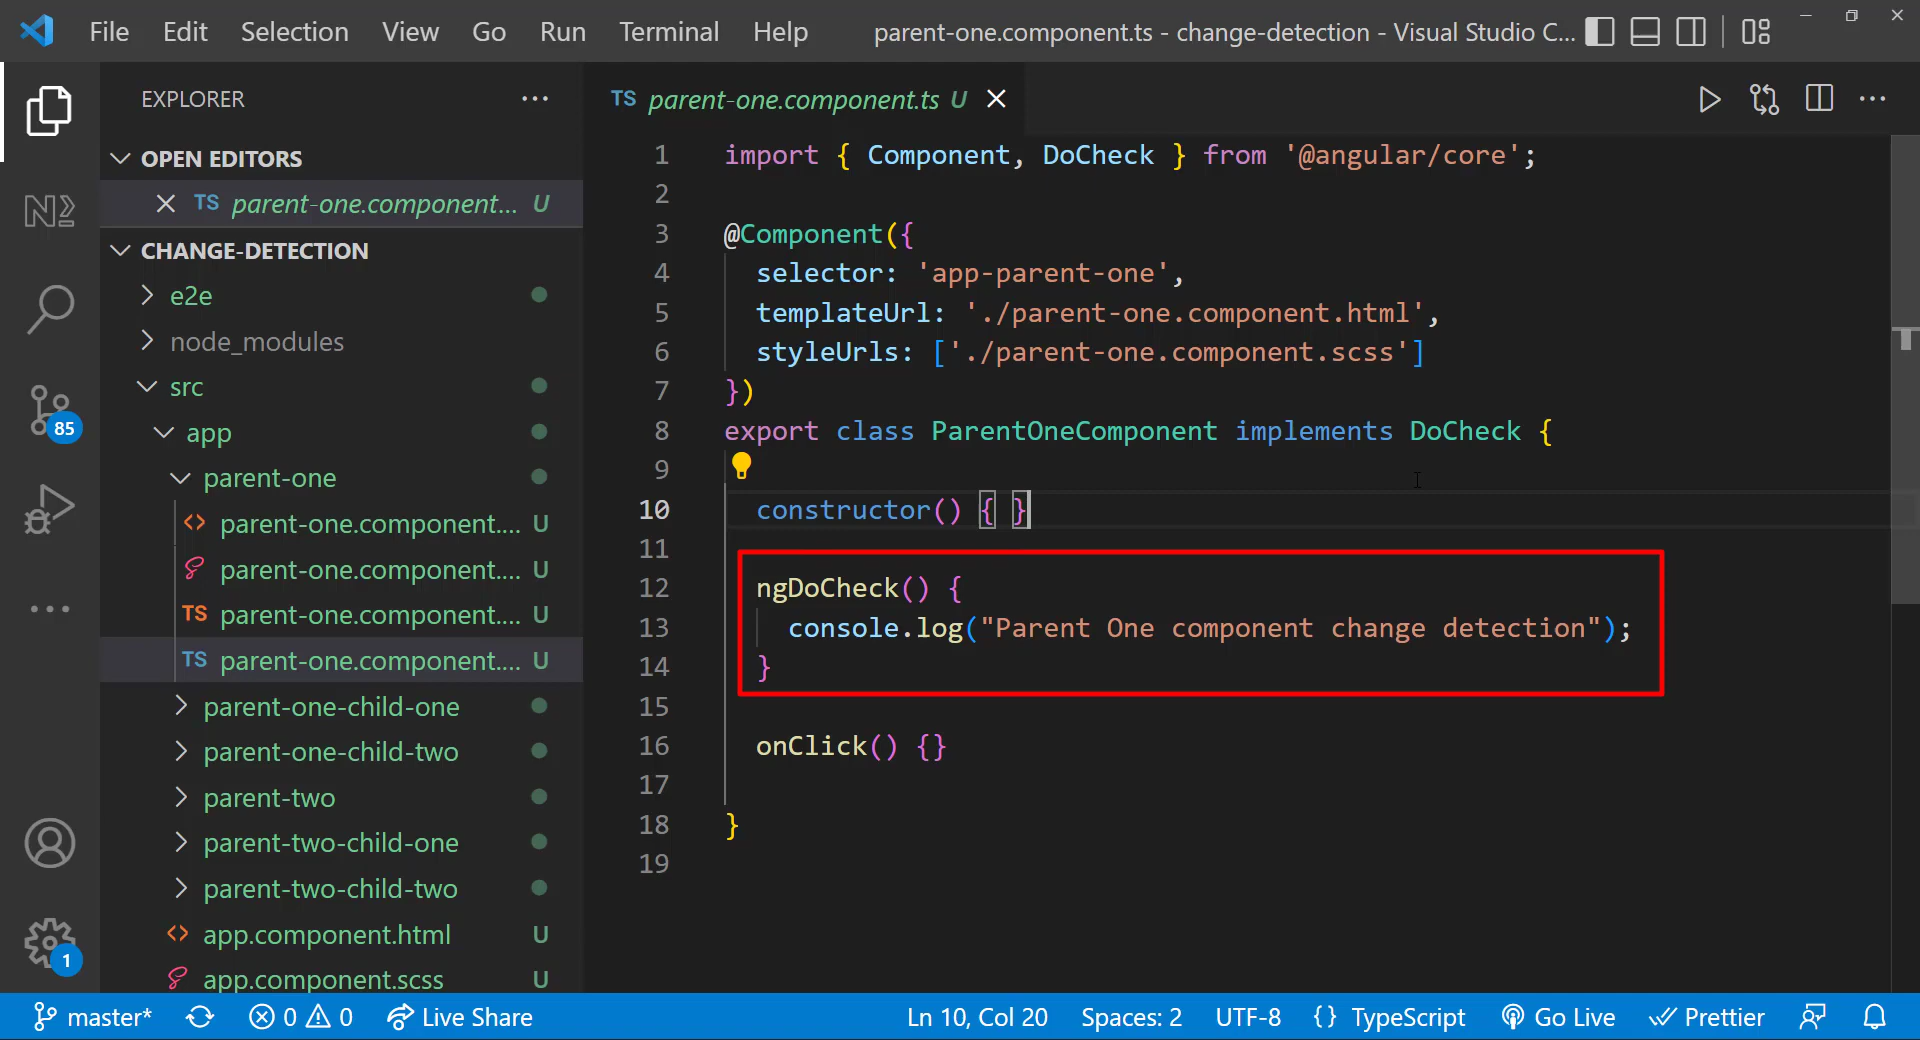 File Edit Selection View Go Run Terminal Help parent-one.component.ts - change-detection - Visual Studio C...
EXPLORER
OPEN EDITORS
TS parent-one.component... U
CHANGE-DETECTION
e2e
node_modules
src
app
parent-one
parent-one.component.... U
parent-one.component.... U
TS parent-one.component.... U
TS parent-one.component.... U
parent-one-child-one
parent-one-child-two
parent-two
parent-two-child-one
parent-two-child-two
app.component.html U
app.component.scss U
85
1
TS parent-one.component.ts U
1 import { Component, DoCheck } from '@angular/core';
2
3 @Component({
4 selector: 'app-parent-one',
5 templateUrl: './parent-one.component.html',
6 styleUrls: ['./parent-one.component.scss']
7 })
8 export class ParentOneComponent implements DoCheck {
9
10 constructor() { }
11
12 ngDoCheck() {
13 console.log("Parent One component change detection");
14 }
15
16 onClick() {}
17
18 }
19
master* 0 0 Live Share Ln 10, Col 20 Spaces: 2 UTF-8 {} TypeScript Go Live Prettier